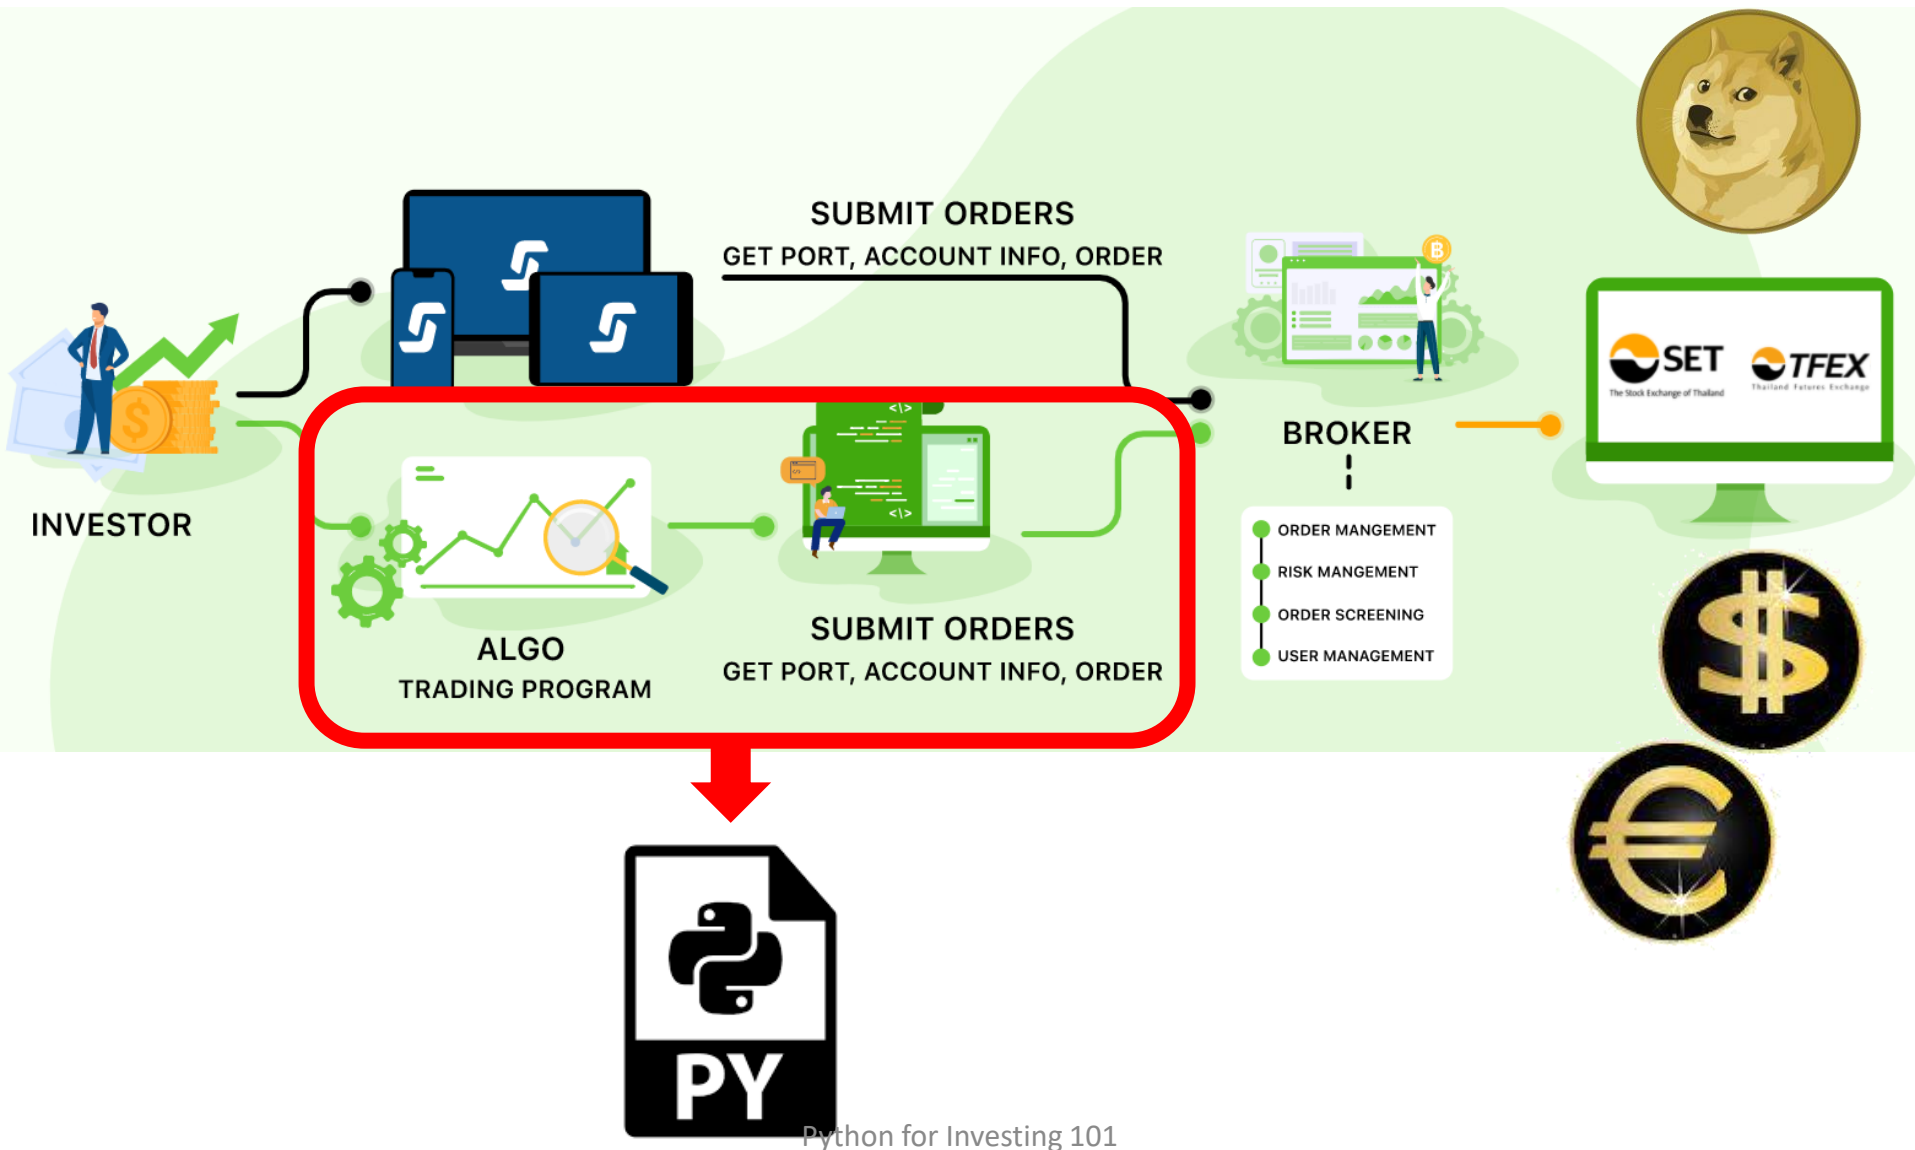 SUBMIT ORDERS
GET PORT, ACCOUNT INFO, ORDER
SET
The Stock Exchange of Thailand
TFEX
Thailand Futures Exchange
INVESTOR
BROKER
ORDER MANGEMENT
RISK MANGEMENT
ORDER SCREENING
USER MANAGEMENT
</>
</>
ALGO
TRADING PROGRAM
SUBMIT ORDERS
GET PORT, ACCOUNT INFO, ORDER
PY
Python for Investing 101